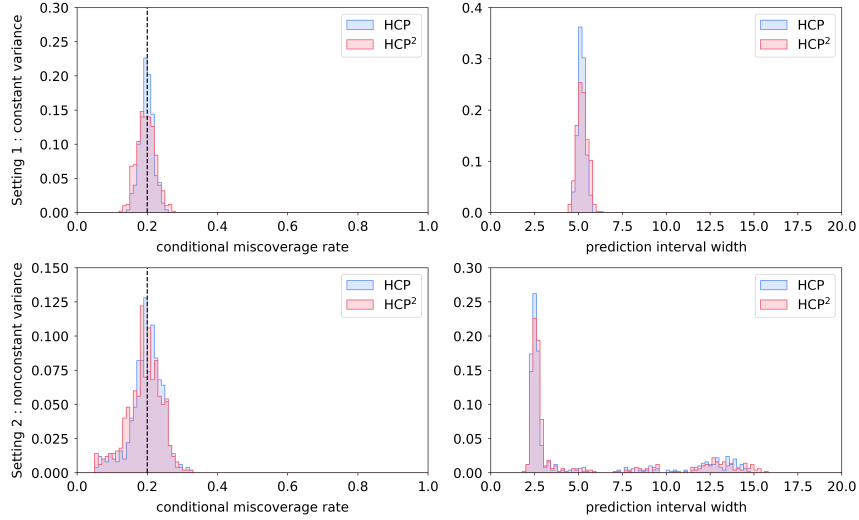 Setting 1 : constant variance
0.30
0.25
0.20
0.15
0.10
0.05
0.00
HCP
HCP²
0.0 0.2 0.4 0.6 0.8 1.0
conditional miscoverage rate
0.4
0.3
0.2
0.1
0.0
HCP
HCP²
0.0 2.5 5.0 7.5 10.0 12.5 15.0 17.5 20.0
prediction interval width
Setting 2 : nonconstant variance
0.150
0.125
0.100
0.075
0.050
0.025
0.000
HCP
HCP²
0.0 0.2 0.4 0.6 0.8 1.0
conditional miscoverage rate
0.30
0.25
0.20
0.15
0.10
0.05
0.00
HCP
HCP²
0.0 2.5 5.0 7.5 10.0 12.5 15.0 17.5 20.0
prediction interval width